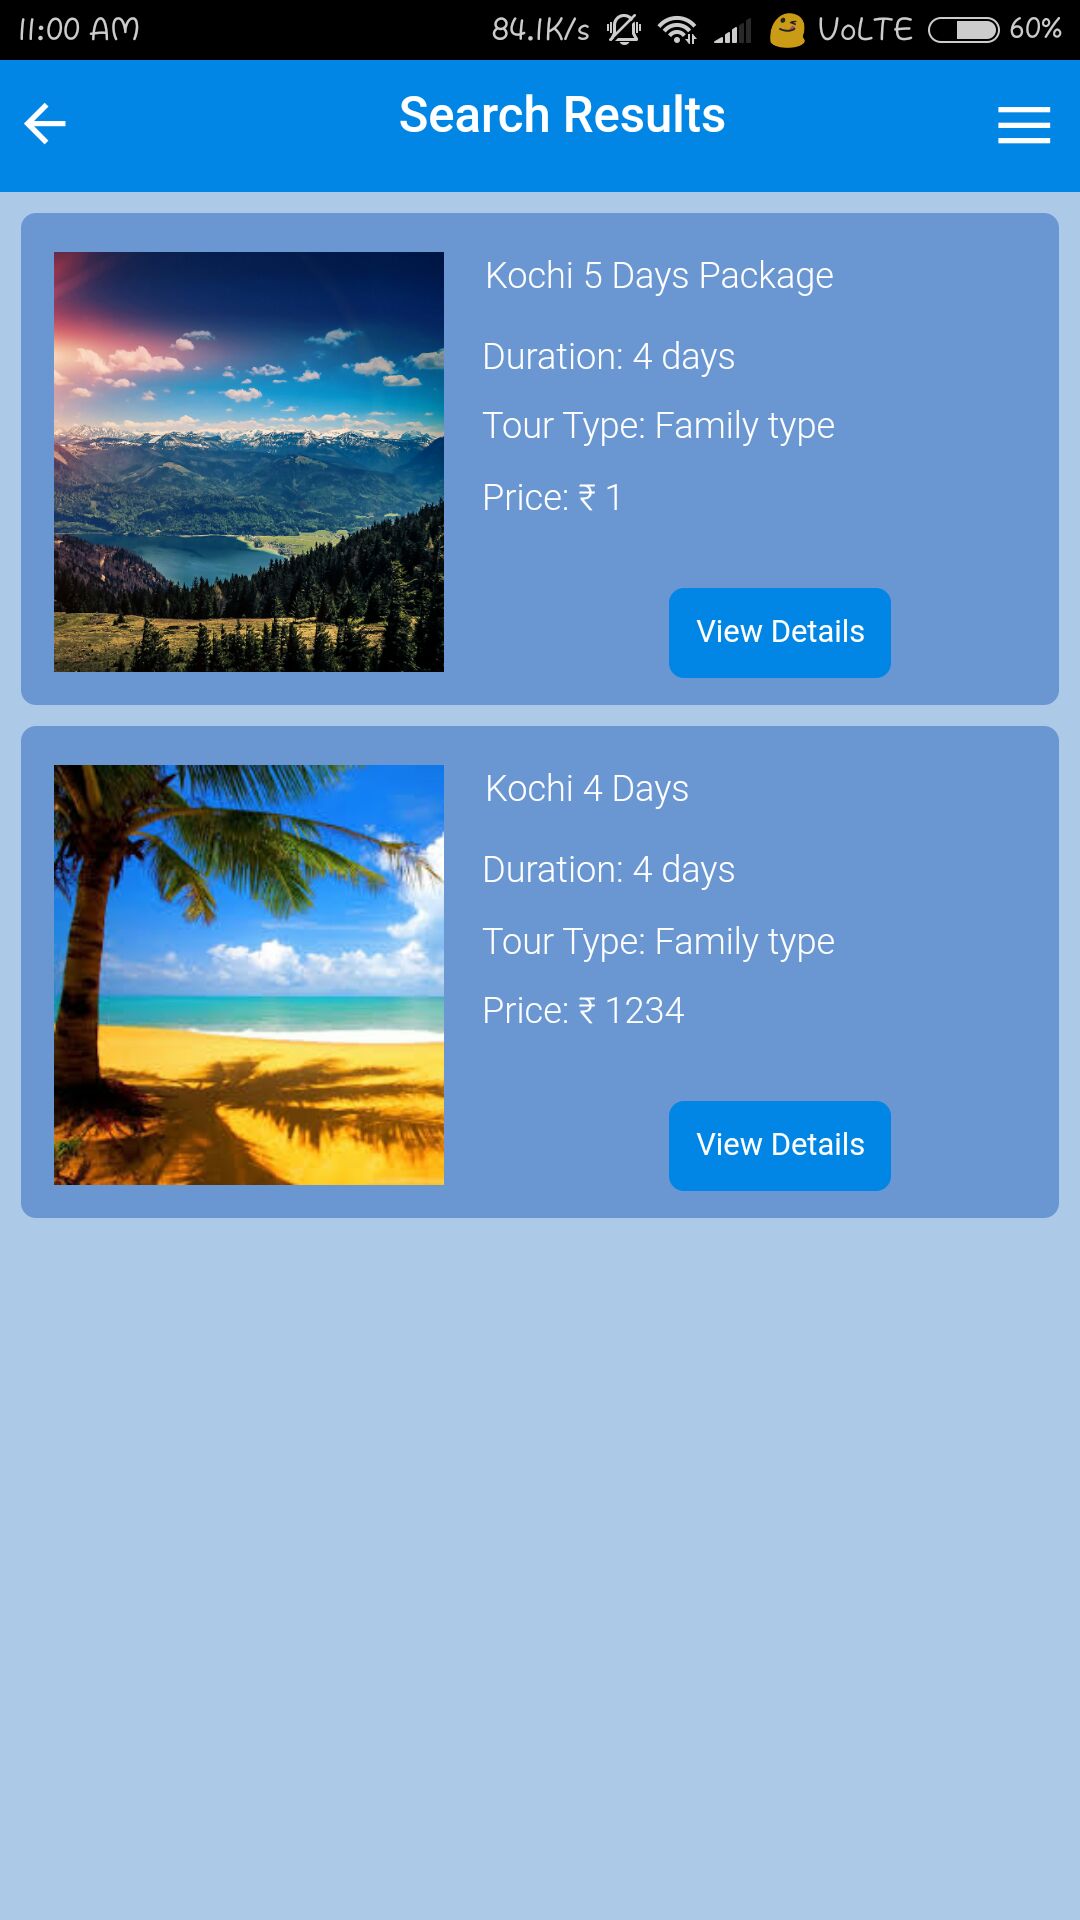 11:00 AM 84.1K/s VoLTE 60%
Search Results
Kochi 5 Days Package
Duration: 4 days
Tour Type: Family type
Price: ₹ 1
View Details
Kochi 4 Days
Duration: 4 days
Tour Type: Family type
Price: ₹ 1234
View Details